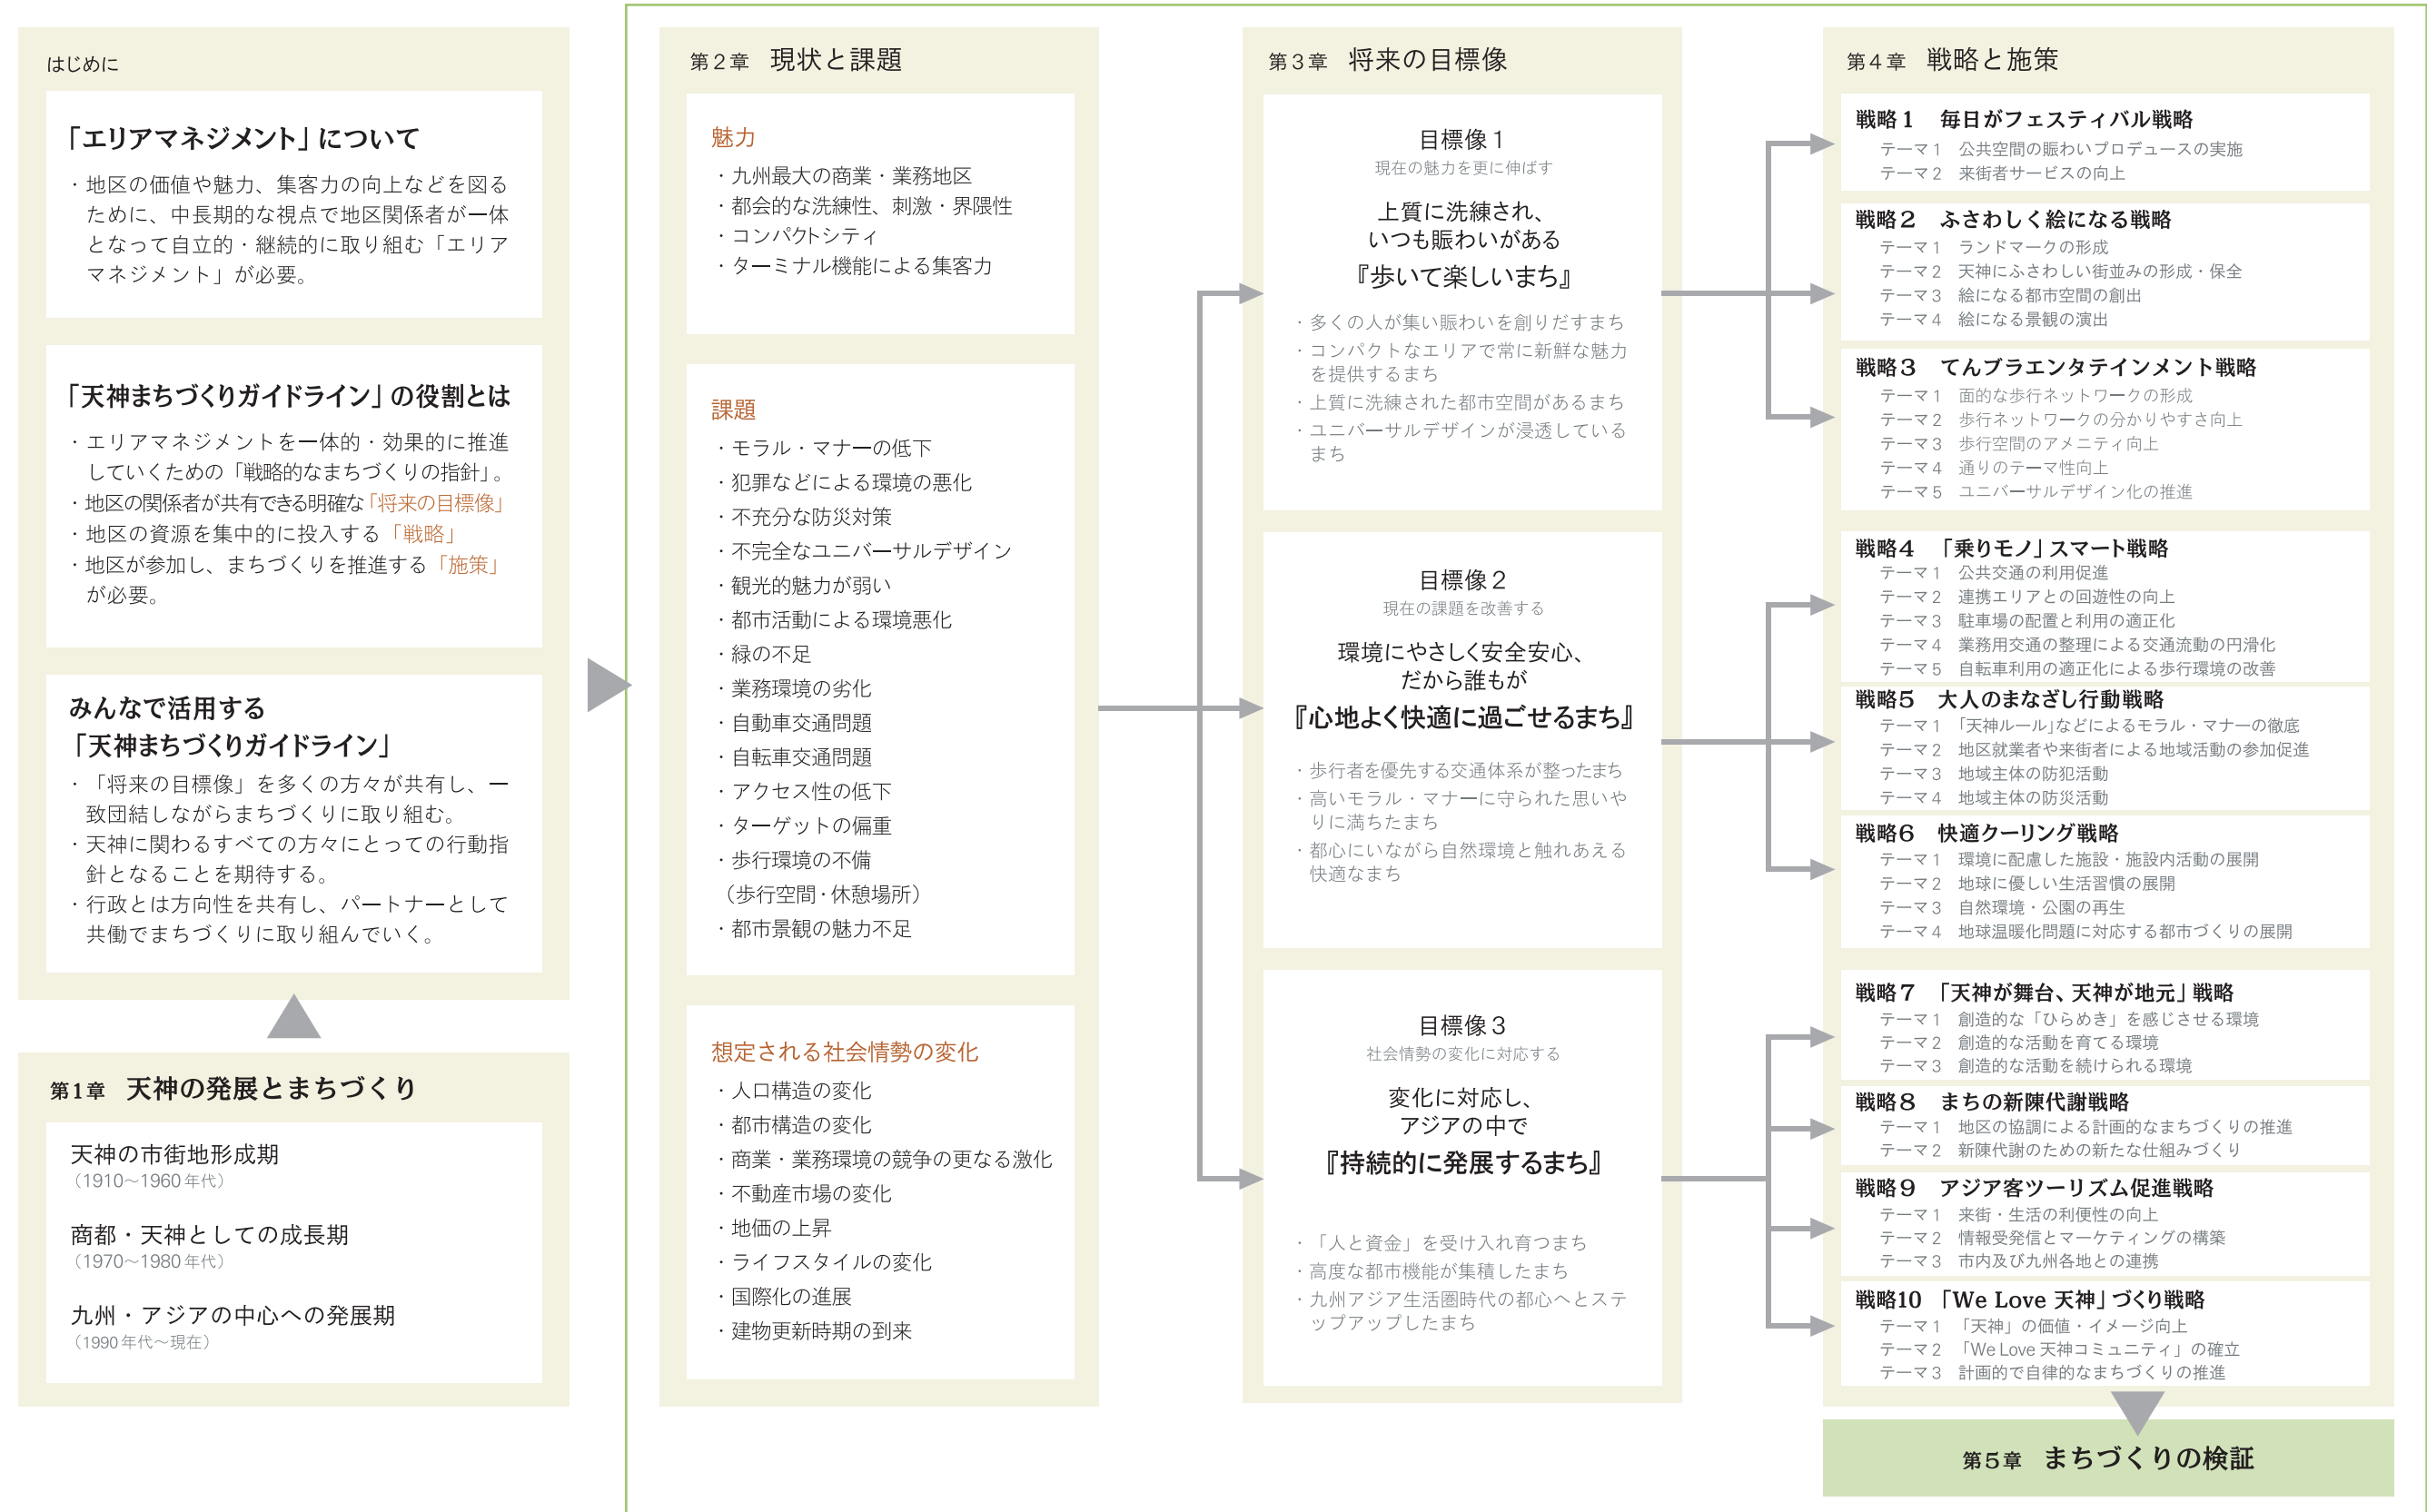 はじめに
「エリアマネジメント」について
・地区の価値や魅力、集客力の向上などを図る
ために、中長期的な視点で地区関係者が一体
となって自立的・継続的に取り組む「エリア
マネジメント」が必要。
「天神まちづくりガイドライン」の役割とは
・エリアマネジメントを一体的・効果的に推進
していくための「戦略的なまちづくりの指針」。
・地区の関係者が共有できる明確な「将来の目標像」
・地区の資源を集中的に投入する「戦略」
・地区が参加し、まちづくりを推進する「施策」
が必要。
みんなで活用する
「天神まちづくりガイドライン」
・「将来の目標像」を多くの方々が共有し、一
致団結しながらまちづくりに取り組む。
・天神に関わるすべての方々にとっての行動指
針となることを期待する。
・行政とは方向性を共有し、パートナーとして
共働でまちづくりに取り組んでいく。
第1章 天神の発展とまちづくり
天神の市街地形成期
（1910～1960年代）
商都・天神としての成長期
（1970～1980年代）
九州・アジアの中心への発展期
（1990年代～現在）
第2章 現状と課題
魅力
・九州最大の商業・業務地区
・都会的な洗練性、刺激・界隈性
・コンパクトシティ
・ターミナル機能による集客力
課題
・モラル・マナーの低下
・犯罪などによる環境の悪化
・不充分な防災対策
・不完全なユニバーサルデザイン
・観光的魅力が弱い
・都市活動による環境悪化
・緑の不足
・業務環境の劣化
・自動車交通問題
・自転車交通問題
・アクセス性の低下
・ターゲットの偏重
・歩行環境の不備
（歩行空間・休憩場所）
・都市景観の魅力不足
想定される社会情勢の変化
・人口構造の変化
・都市構造の変化
・商業・業務環境の競争の更なる激化
・不動産市場の変化
・地価の上昇
・ライフスタイルの変化
・国際化の進展
・建物更新時期の到来
第3章 将来の目標像
目標像1
現在の魅力を更に伸ばす
上質に洗練され、
いつも賑わいがある
『歩いて楽しいまち』
・多くの人が集い賑わいを創りだすまち
・コンパクトなエリアで常に新鮮な魅力
を提供するまち
・上質に洗練された都市空間があるまち
・ユニバーサルデザインが浸透している
まち
目標像2
現在の課題を改善する
環境にやさしく安全安心、
だから誰もが
『心地よく快適に過ごせるまち』
・歩行者を優先する交通体系が整ったまち
・高いモラル・マナーに守られた思いや
りに満ちたまち
・都心にいながら自然環境と触れあえる
快適なまち
目標像3
社会情勢の変化に対応する
変化に対応し、
アジアの中で
『持続的に発展するまち』
・「人と資金」を受け入れ育つまち
・高度な都市機能が集積したまち
・九州アジア生活圏時代の都心へとステ
ップアップしたまち
第4章 戦略と施策
戦略1 毎日がフェスティバル戦略
テーマ1 公共空間の賑わいプロデュースの実施
テーマ2 来街者サービスの向上
戦略2 ふさわしく絵になる戦略
テーマ1 ランドマークの形成
テーマ2 天神にふさわしい街並みの形成・保全
テーマ3 絵になる都市空間の創出
テーマ4 絵になる景観の演出
戦略3 てんブラエンタテインメント戦略
テーマ1 面的な歩行ネットワークの形成
テーマ2 歩行ネットワークの分かりやすさ向上
テーマ3 歩行空間のアメニティ向上
テーマ4 通りのテーマ性向上
テーマ5 ユニバーサルデザイン化の推進
戦略4 「乗りモノ」スマート戦略
テーマ1 公共交通の利用促進
テーマ2 連携エリアとの回遊性の向上
テーマ3 駐車場の配置と利用の適正化
テーマ4 業務用交通の整理による交通流動の円滑化
テーマ5 自転車利用の適正化による歩行環境の改善
戦略5 大人のまなざし行動戦略
テーマ1 「天神ルール」などによるモラル・マナーの徹底
テーマ2 地区就業者や来街者による地域活動の参加促進
テーマ3 地域主体の防犯活動
テーマ4 地域主体の防災活動
戦略6 快適クーリング戦略
テーマ1 環境に配慮した施設・施設内活動の展開
テーマ2 地球に優しい生活習慣の展開
テーマ3 自然環境・公園の再生
テーマ4 地球温暖化問題に対応する都市づくりの展開
戦略7 「天神が舞台、天神が地元」戦略
テーマ1 創造的な「ひらめき」を感じさせる環境
テーマ2 創造的な活動を育てる環境
テーマ3 創造的な活動を続けられる環境
戦略8 まちの新陳代謝戦略
テーマ1 地区の協調による計画的なまちづくりの推進
テーマ2 新陳代謝のための新たな仕組みづくり
戦略9 アジア客ツーリズム促進戦略
テーマ1 来街・生活の利便性の向上
テーマ2 情報受発信とマーケティングの構築
テーマ3 市内及び九州各地との連携
戦略10 「We Love 天神」づくり戦略
テーマ1 「天神」の価値・イメージ向上
テーマ2 「We Love 天神コミュニティ」の確立
テーマ3 計画的で自律的なまちづくりの推進
第5章 まちづくりの検証